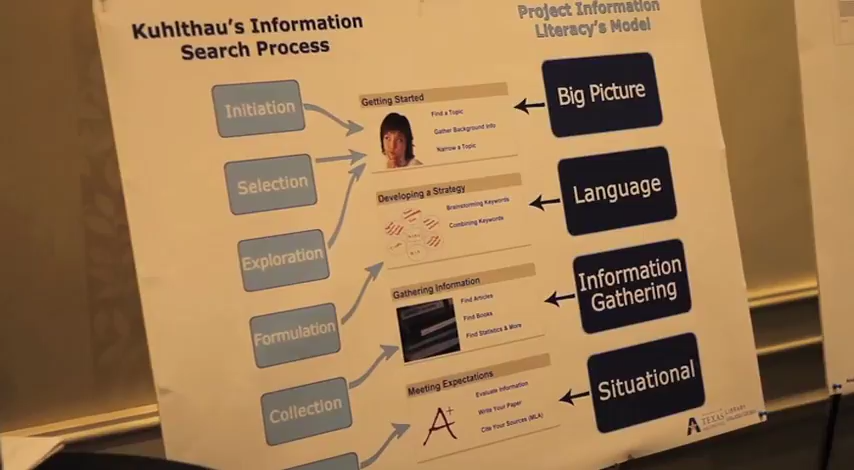 Kuhlthau's Information
Search Process
Project Information
Literacy's Model
Initiation
Selection
Exploration
Formulation
Collection
Getting Started
Find a Topic
Gather Background Info
Narrow a Topic
Developing a Strategy
Brainstorming Keywords
Combining Keywords
Gathering Information
Find Articles
Find Books
Find Statistics & More
Meeting Expectations
A+
Evaluate Information
Write Your Paper
Cite Your Sources (MLA)
Big Picture
Language
Information
Gathering
Situational
TEXAS LIBRARY